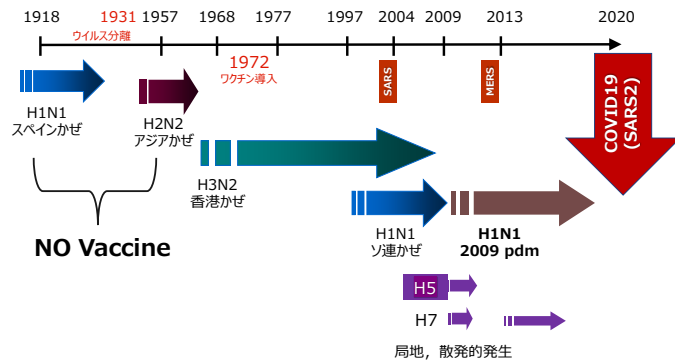 1918 1931 1957 1968 1977 1997 2004 2009 2013 2020
ウイルス分離
1972
ワクチン導入
SARS
MERS
COVID19
(SARS2)
H1N1
スペインかぜ
H2N2
アジアかぜ
H3N2
香港かぜ
NO Vaccine
H1N1
ソ連かぜ
H1N1
2009 pdm
H5
H7
局地，散発的発生